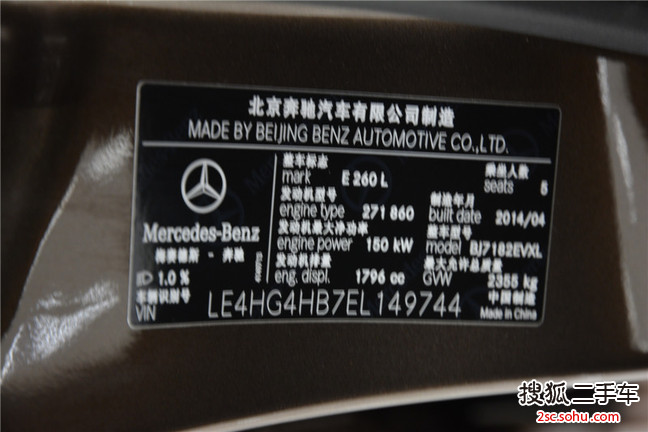 北京奔驰汽车有限公司制造
MADE BY BEIJING BENZ AUTOMOTIVE CO.,LTD.
整车标志
mark E 260 L
乘坐人数
seats 5
发动机型号
engine type 271 860
制造年月
built date 2014/04
发动机最大净功率
engine power 150 kW
型号
model BJ7182EVXL
发动机排量
eng. displ. 1796 cc
最大允许总质量
GVW 2355 kg
Mercedes-Benz
梅赛德斯 - 奔驰
1.0 %
车辆识别代号
VIN LE4HG4HB7EL149744
中国制造
Made in China
搜狐二手车
2sc.sohu.com